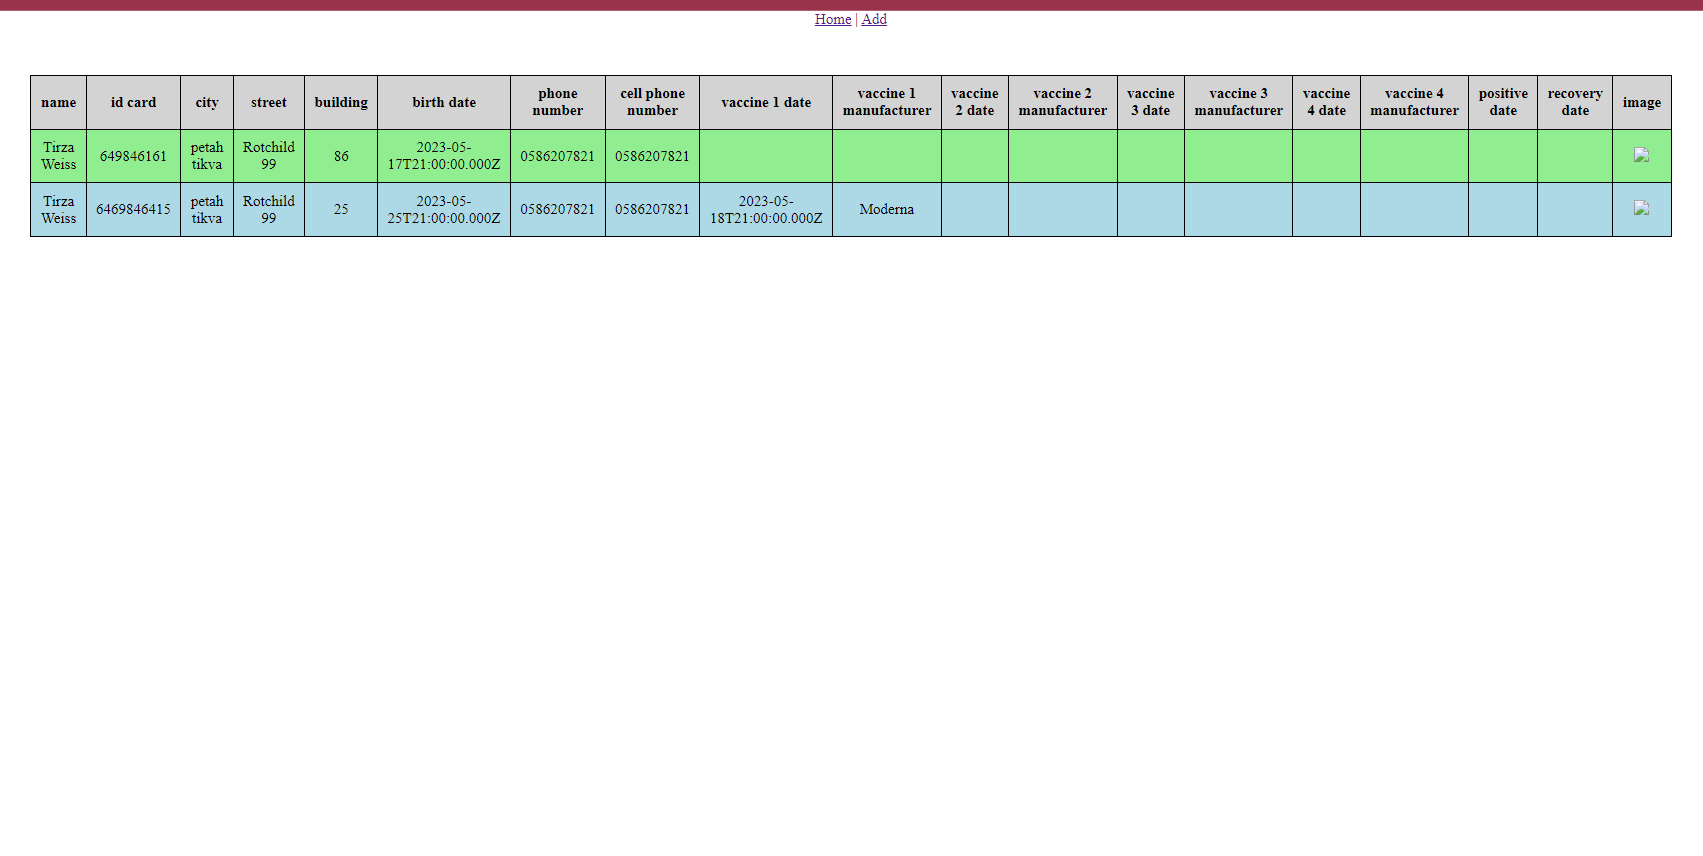 Home | Add
name id card city street building birth date phone number cell phone number vaccine 1 date vaccine 1 manufacturer vaccine 2 date vaccine 2 manufacturer vaccine 3 date vaccine 3 manufacturer vaccine 4 date vaccine 4 manufacturer positive date recovery date image
Tirza Weiss 649846161 petah tikva Rotchild 99 86 2023-05-17T21:00:00.000Z 0586207821 0586207821
Tirza Weiss 6469846415 petah tikva Rotchild 99 25 2023-05-25T21:00:00.000Z 0586207821 0586207821 2023-05-18T21:00:00.000Z Moderna